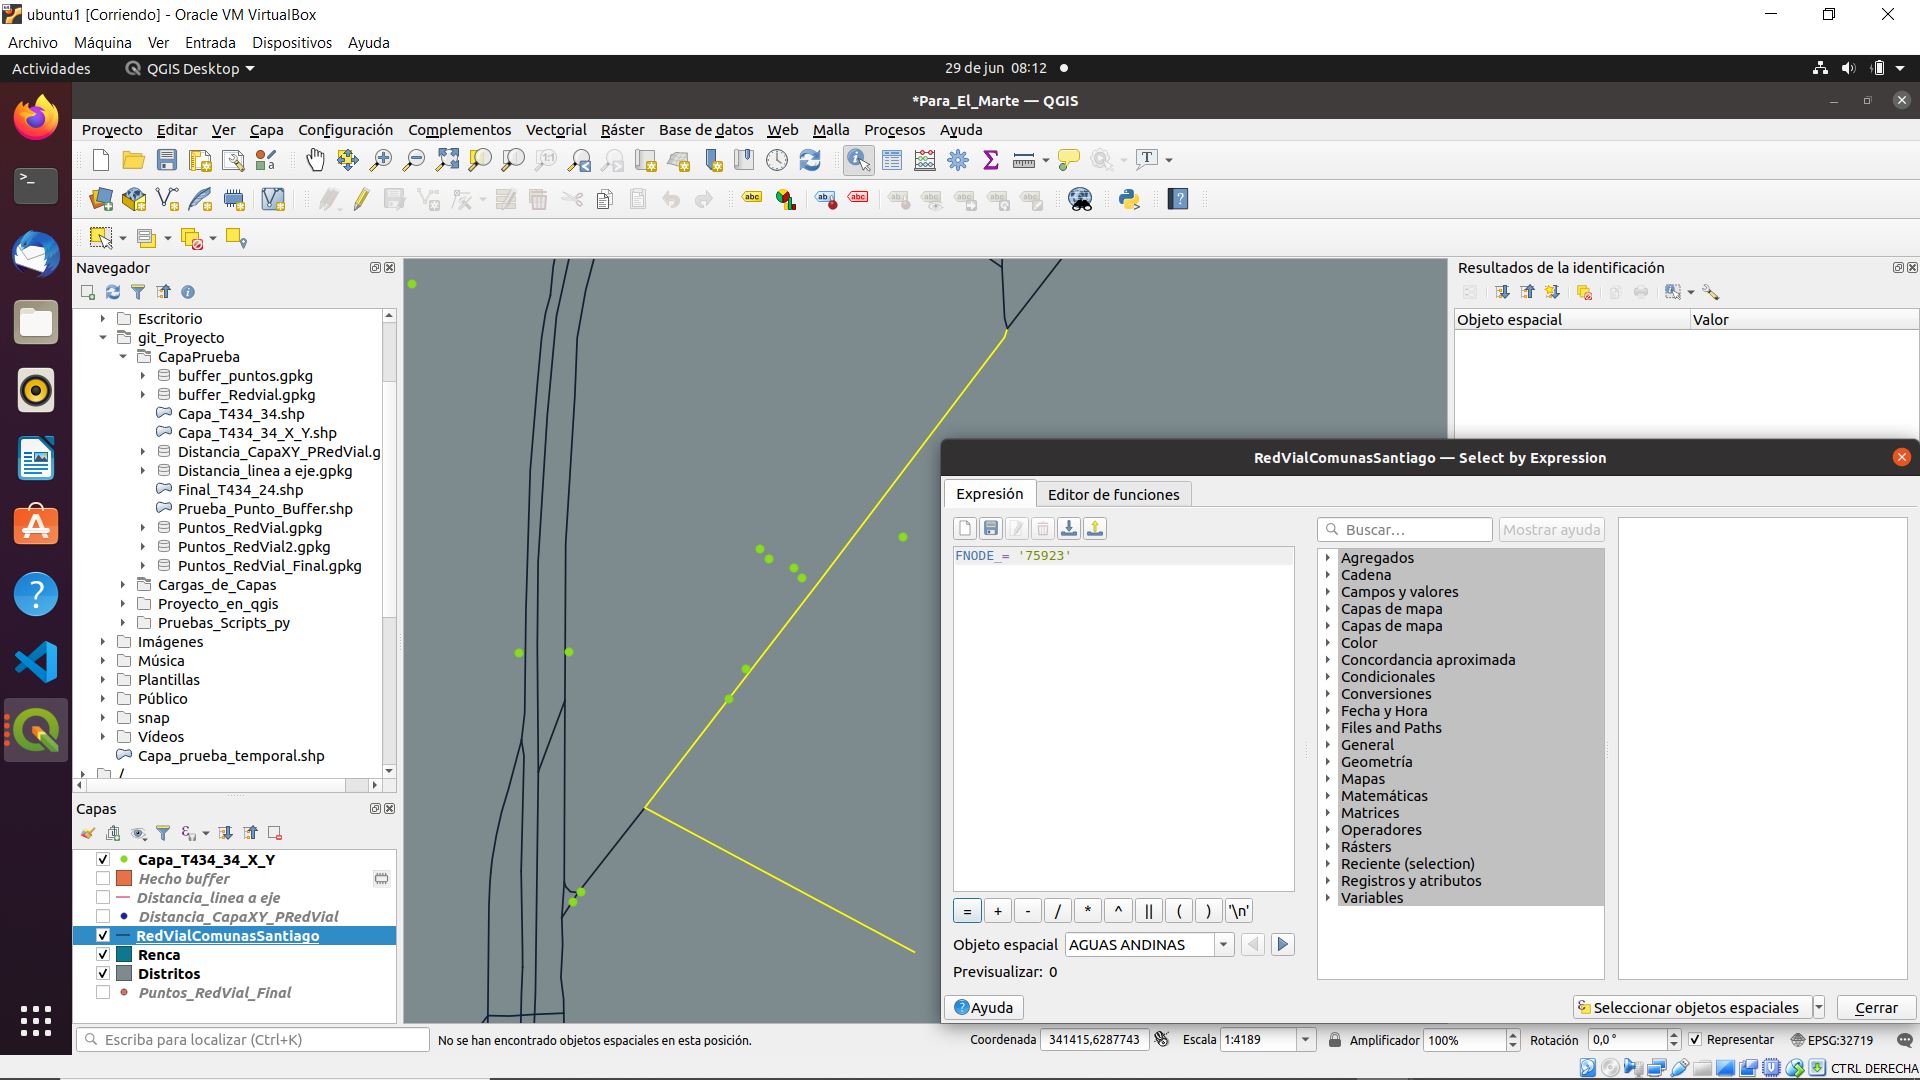 ubuntu1 [Corriendo] - Oracle VM VirtualBox
Archivo Máquina Ver Entrada Dispositivos Ayuda
Actividades QGIS Desktop 29 de jun 08:12
*Para_El_Marte — QGIS
Proyecto Editar Ver Capa Configuración Complementos Vectorial Ráster Base de datos Web Malla Procesos Ayuda
Navegador
Escritorio
git_Proyecto
CapaPrueba
buffer_puntos.gpkg
buffer_Redvial.gpkg
Capa_T434_34.shp
Capa_T434_34_X_Y.shp
Distancia_CapaXY_PRedVial.g
Distancia_linea a eje.gpkg
Final_T434_24.shp
Prueba_Punto_Buffer.shp
Puntos_RedVial.gpkg
Puntos_RedVial2.gpkg
Puntos_RedVial_Final.gpkg
Cargas_de_Capas
Proyecto_en_qgis
Pruebas_Scripts_py
Imágenes
Música
Plantillas
Público
snap
Vídeos
Capa_prueba_temporal.shp
/
Capas
Capa_T434_34_X_Y
Hecho buffer
Distancia_linea a eje
Distancia_CapaXY_PRedVial
RedVialComunasSantiago
Renca
Distritos
Puntos_RedVial_Final
Resultados de la identificación
Objeto espacial Valor
RedVialComunasSantiago — Select by Expression
Expresión Editor de funciones
FNODE_= '75923'
= + - / * ^ || ( ) '\n'
Objeto espacial AGUAS ANDINAS
Previsualizar: 0
Buscar... Mostrar ayuda
Agregados
Cadena
Campos y valores
Capas de mapa
Capas de mapa
Color
Concordancia aproximada
Condicionales
Conversiones
Fecha y Hora
Files and Paths
General
Geometría
Mapas
Matemáticas
Matrices
Operadores
Rásters
Reciente (selection)
Registros y atributos
Variables
Ayuda Seleccionar objetos espaciales Cerrar
Escriba para localizar (Ctrl+K) No se han encontrado objetos espaciales en esta posición. Coordenada 341415,6287743 Escala 1:4189 Amplificador 100% Rotación 0,0 ° Representar EPSG:32719
CTRL DERECHA